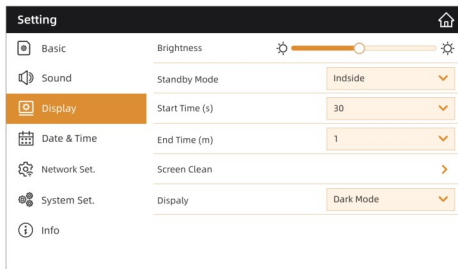 Setting
Basic
Brightness
Sound
Standby Mode Indside
Display
Start Time (s) 30
Date & Time
End Time (m) 1
Network Set.
Screen Clean
System Set.
Dispaly Dark Mode
Info